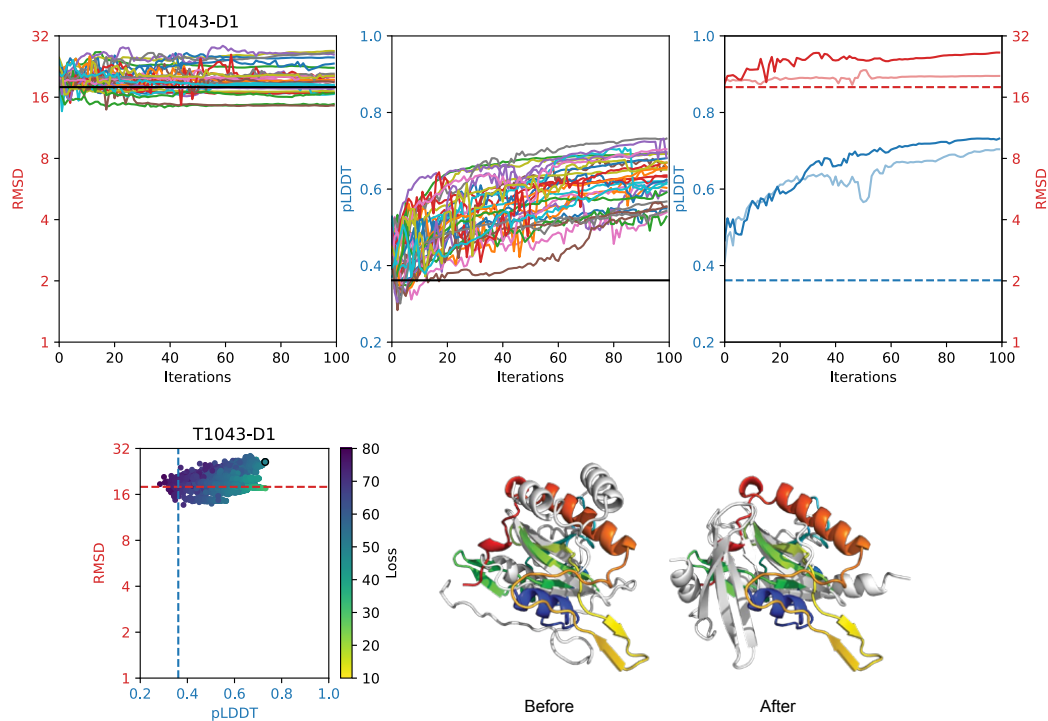 T1043-D1
32
16
8
4
2
1
RMSD
0 20 40 60 80 100
Iterations
1.0
0.8
0.6
0.4
0.2
pLDDT
0 20 40 60 80 100
Iterations
1.0
0.8
0.6
0.4
0.2
pLDDT
0 20 40 60 80 100
Iterations
32
16
8
4
2
1
RMSD
T1043-D1
32
16
8
4
2
1
RMSD
0.2 0.4 0.6 0.8 1.0
pLDDT
80
70
60
50
40
30
20
10
Loss
Before
After